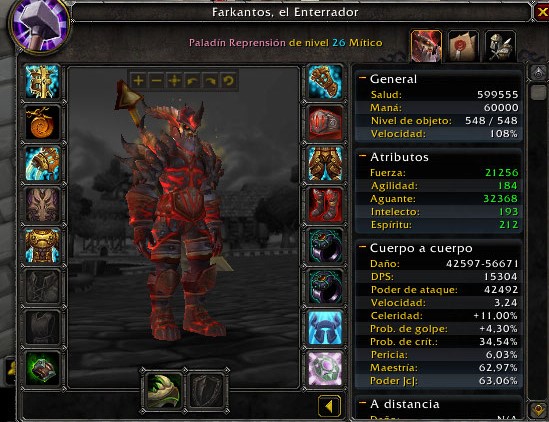 Farkantos, el Enterrador
Paladín Reprensión de nivel 26 Mítico
General
Salud: 599555
Maná: 60000
Nivel de objeto: 548 / 548
Velocidad: 108%
Atributos
Fuerza: 21256
Agilidad: 184
Aguante: 32368
Intelecto: 193
Espíritu: 212
Cuerpo a cuerpo
Daño: 42597-56671
DPS: 15304
Poder de ataque: 42492
Velocidad: 3,24
Celeridad: +11,00%
Prob. de golpe: +4,30%
Prob. de crít.: 34,54%
Pericia: 6,03%
Maestría: 62,97%
Poder [c]: 63,06%
A distancia
Daño: N/A